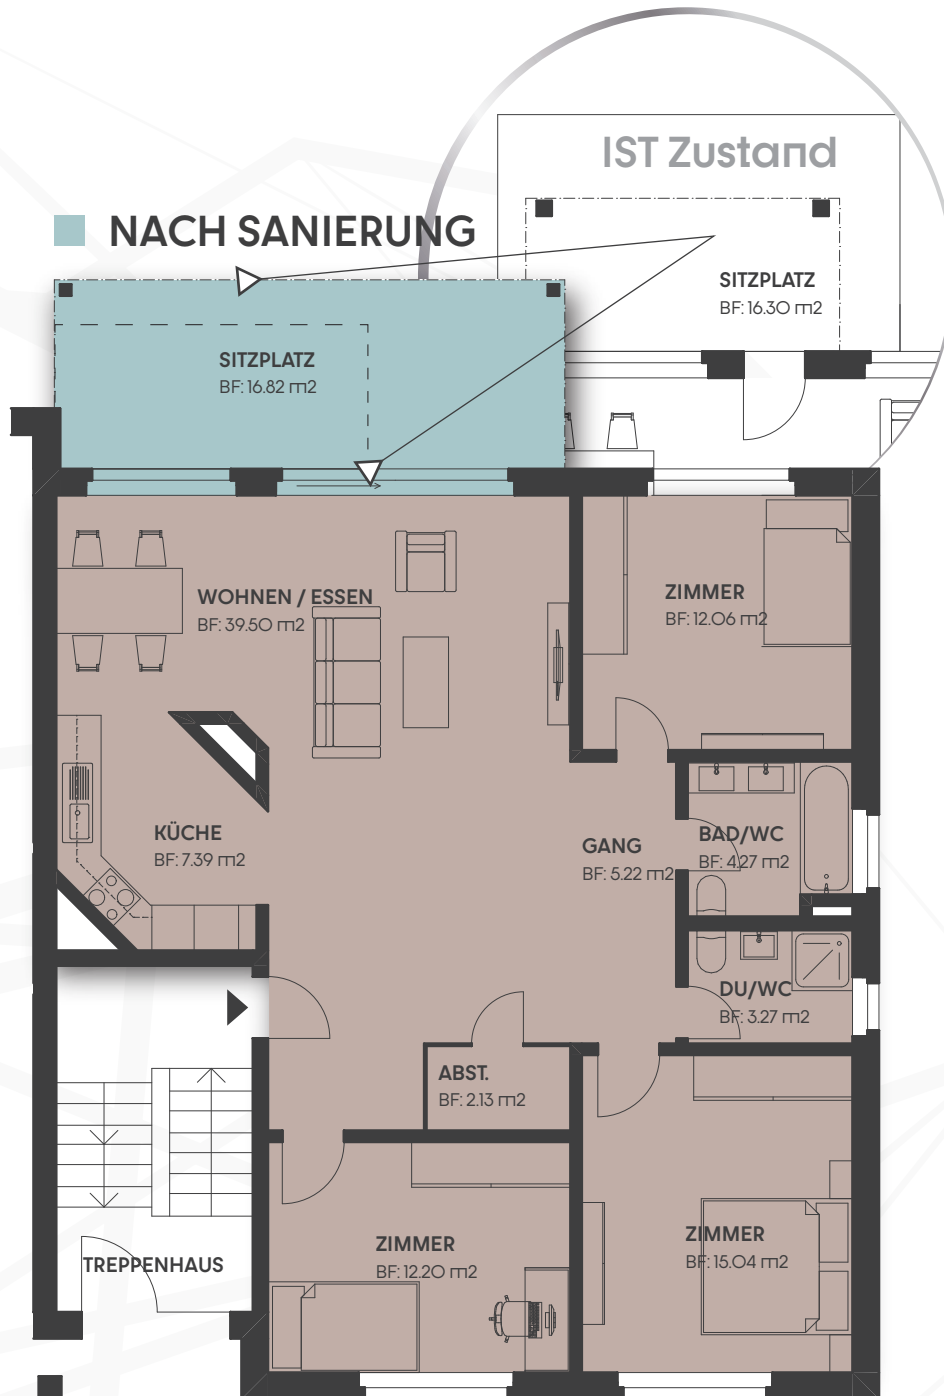 IST Zustand
NACH SANIERUNG
SITZPLATZ
BF: 16.30 m2
SITZPLATZ
BF: 16.82 m2
WOHNEN / ESSEN
BF: 39.50 m2
ZIMMER
BF: 12.06 m2
KÜCHE
BF: 7.39 m2
GANG
BF: 5.22 m2
BAD/WC
BF: 4.27 m2
DU/WC
BF: 3.27 m2
ABST.
BF: 2.13 m2
ZIMMER
BF: 12.20 m2
ZIMMER
BF: 15.04 m2
TREPPENHAUS